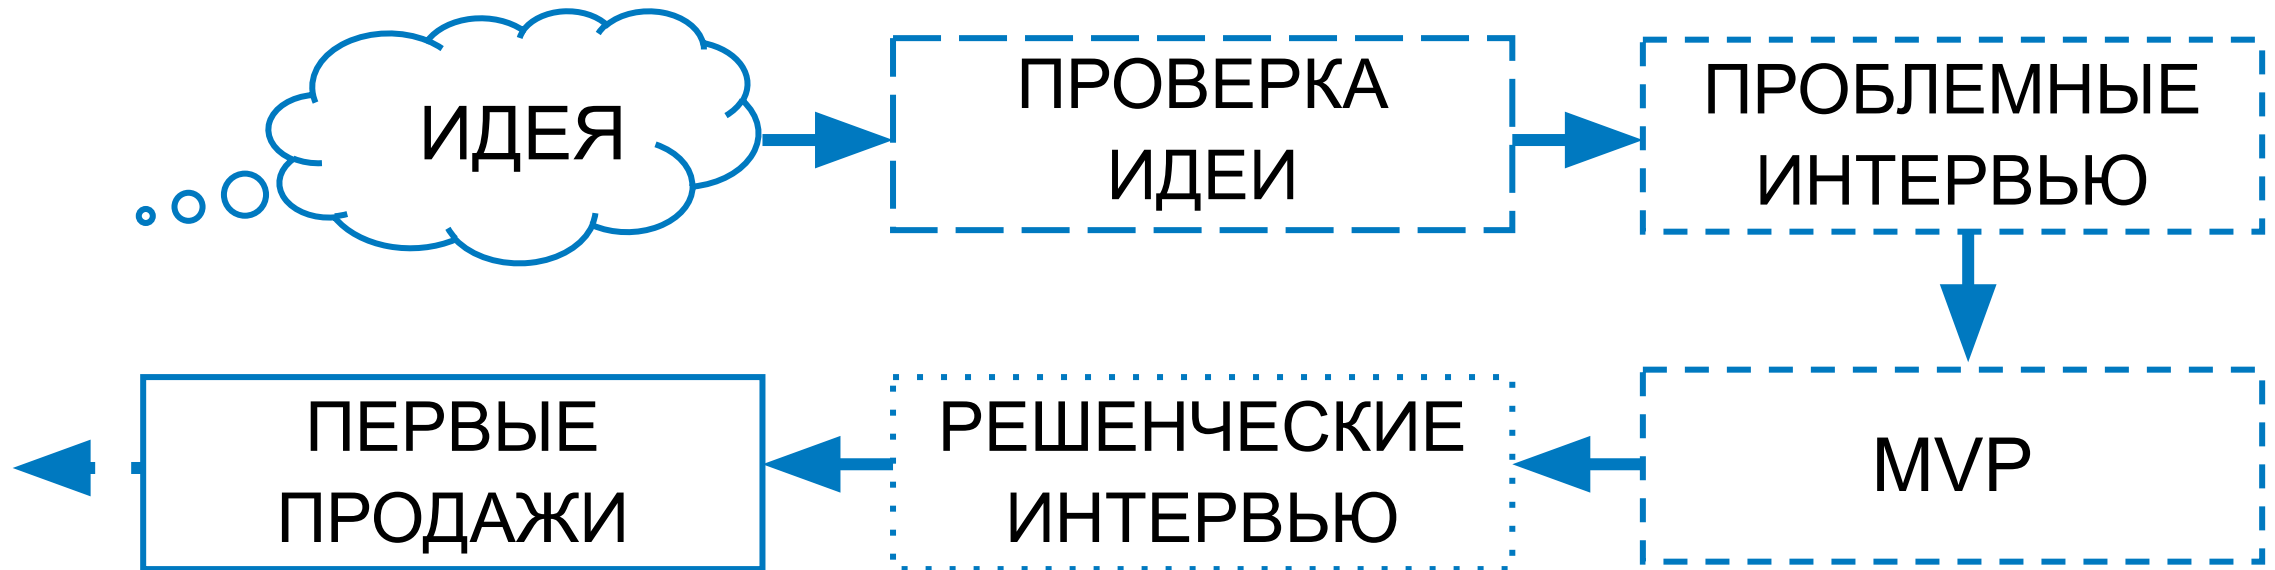 ИДЕЯ
ПРОВЕРКА
ИДЕИ
ПРОБЛЕМНЫЕ
ИНТЕРВЬЮ
MVP
РЕШЕНЧЕСКИЕ
ИНТЕРВЬЮ
ПЕРВЫЕ
ПРОДАЖИ